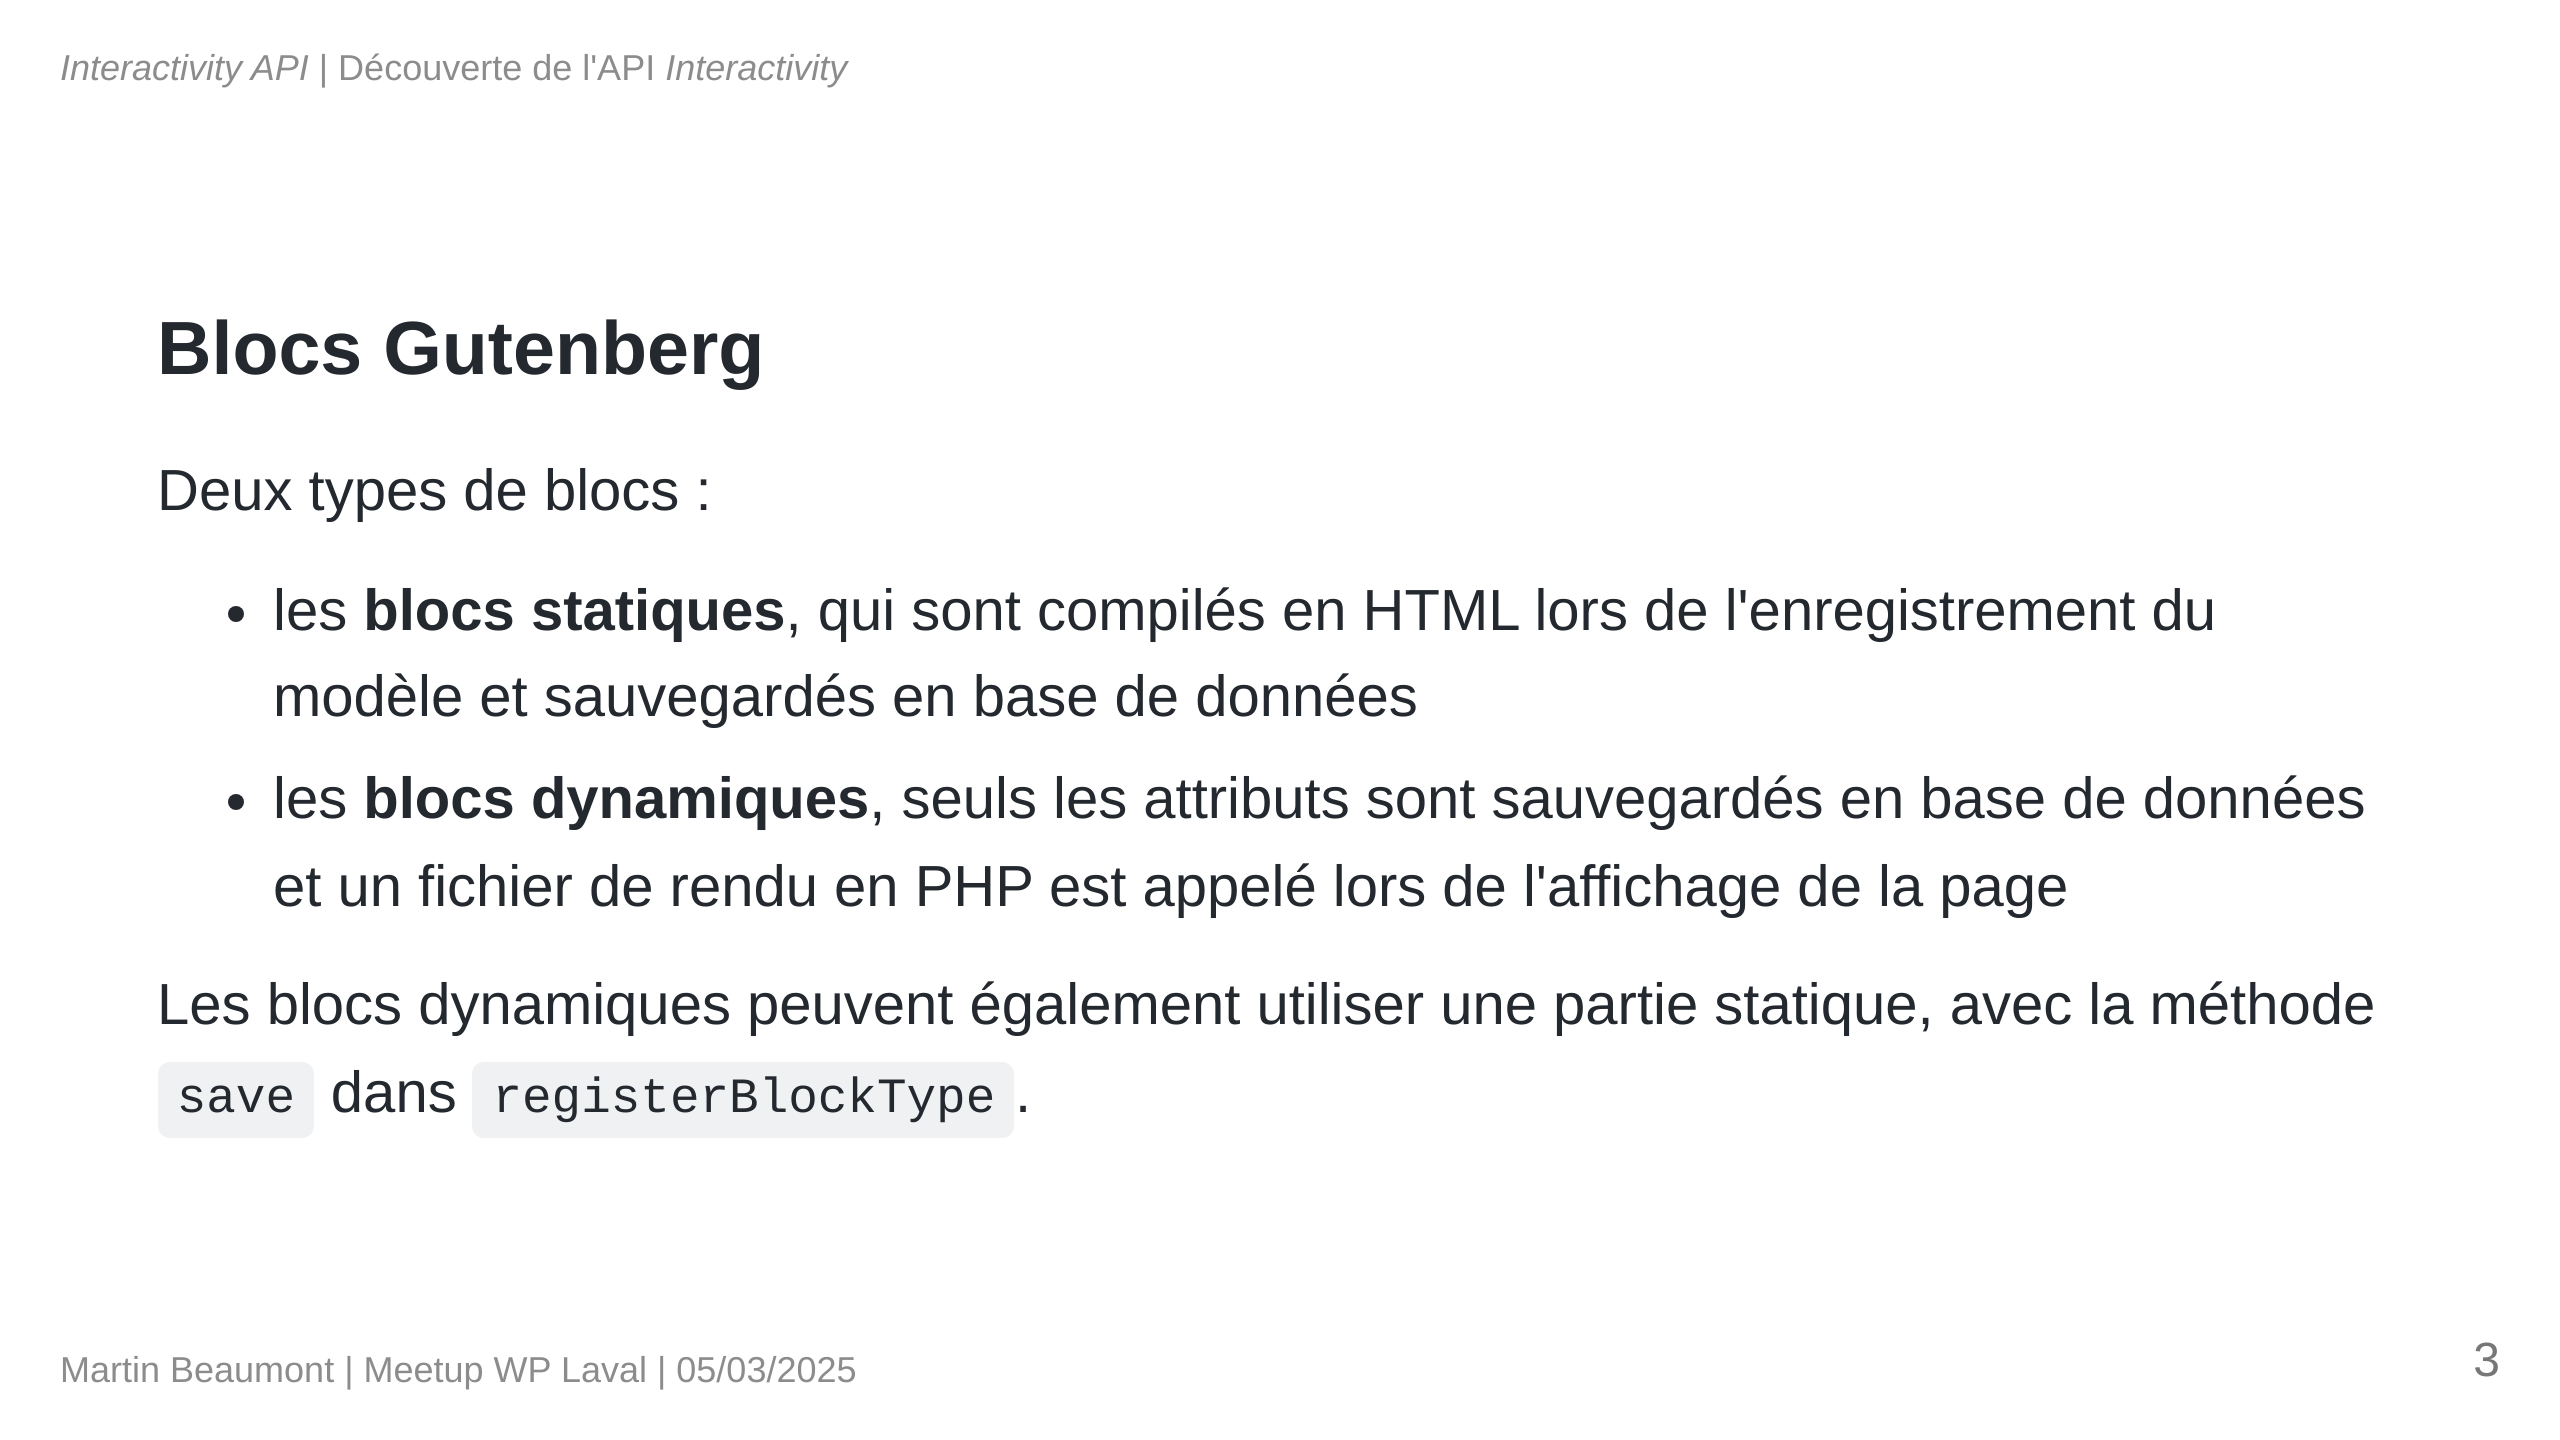 Interactivity API | Découverte de l'API Interactivity
Blocs Gutenberg
Deux types de blocs :
• les blocs statiques, qui sont compilés en HTML lors de l'enregistrement du
modèle et sauvegardés en base de données
• les blocs dynamiques, seuls les attributs sont sauvegardés en base de données
et un fichier de rendu en PHP est appelé lors de l'affichage de la page
Les blocs dynamiques peuvent également utiliser une partie statique, avec la méthode
save dans registerBlockType.
Martin Beaumont | Meetup WP Laval | 05/03/2025
3